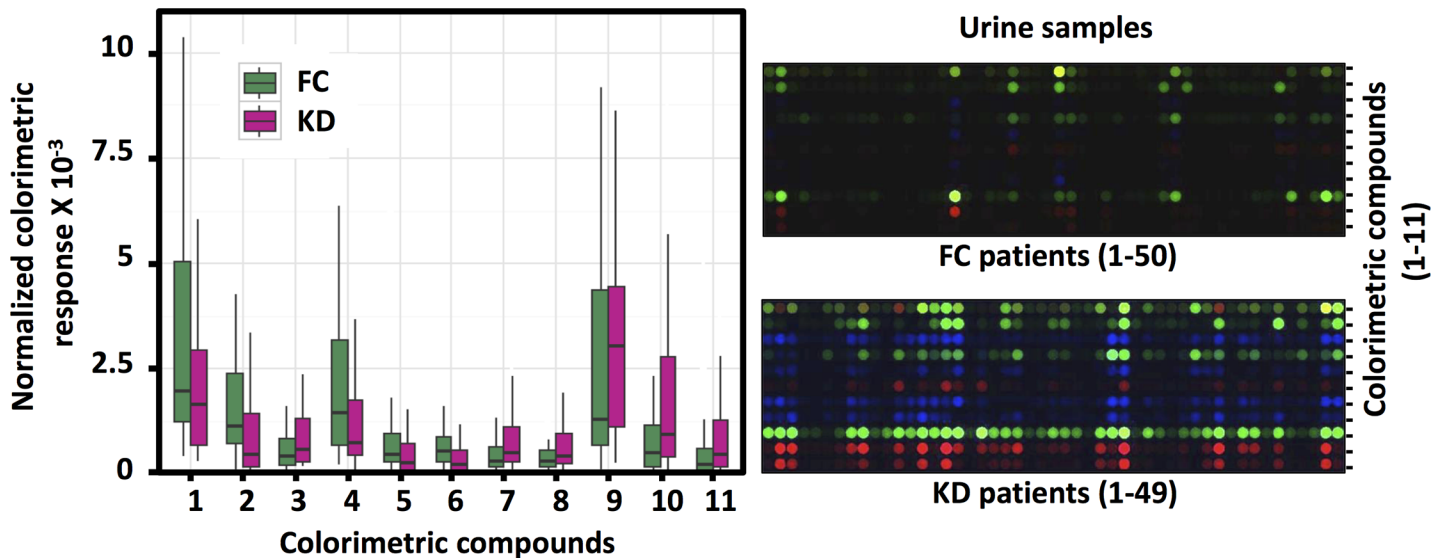 Normalized colorimetric
response X 10-3
10
7.5
5
2.5
0
FC
KD
1 2 3 4 5 6 7 8 9 10 11
Colorimetric compounds
Urine samples
FC patients (1-50)
KD patients (1-49)
Colorimetric compounds
(1-11)